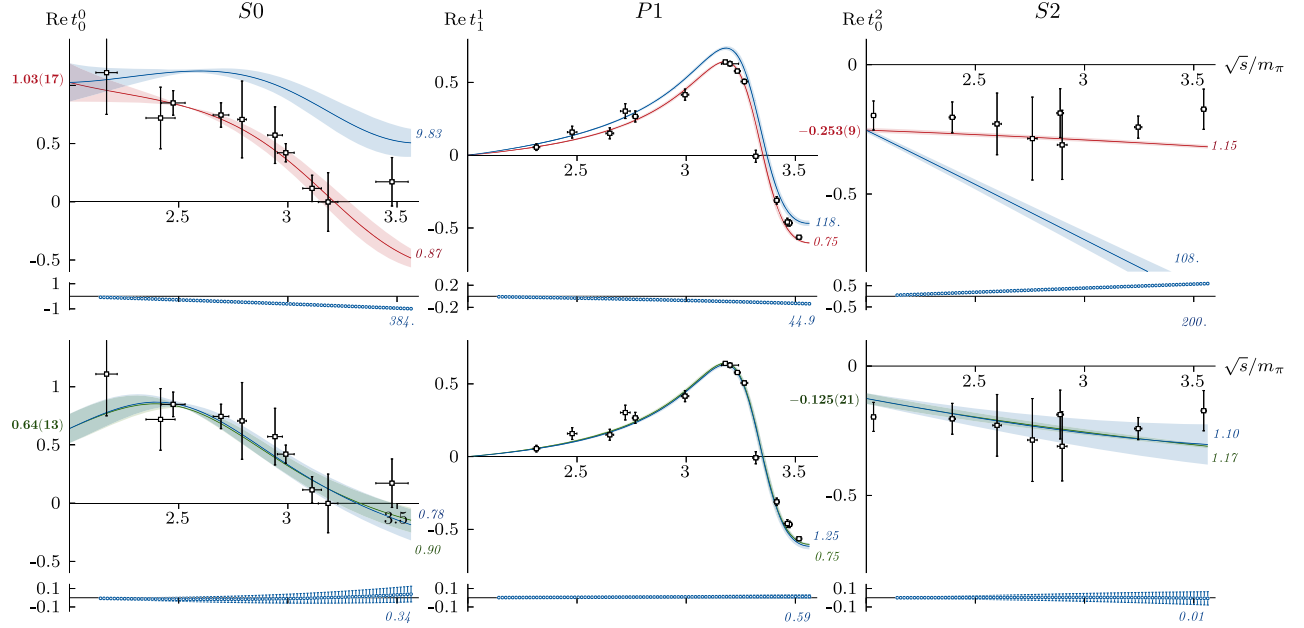 S0 P1 S2
Re t_0^0 Re t_1^1 Re t_0^2
1.03(17) 0.5 0 -0.5 2.5 3 3.5 9.83 0.87
0.5 0 -0.5 2.5 3 3.5 118. 0.75
0 -0.253(9) -0.5 2.5 3 3.5 √s/m_π 1.15 108.
1 -1 384.
0.2 -0.2 44.9
0.5 0.5 200.
1 0.64(13) 0.5 0 -0.5 2.5 3 3.5 0.78 0.90
0.5 0 -0.5 2.5 3 3.5 1.25 0.75
0 -0.125(21) -0.5 2.5 3 3.5 √s/m_π 1.10 1.17
0.1 -0.1 0.34
0.1 -0.1 0.59
0.1 -0.1 0.01